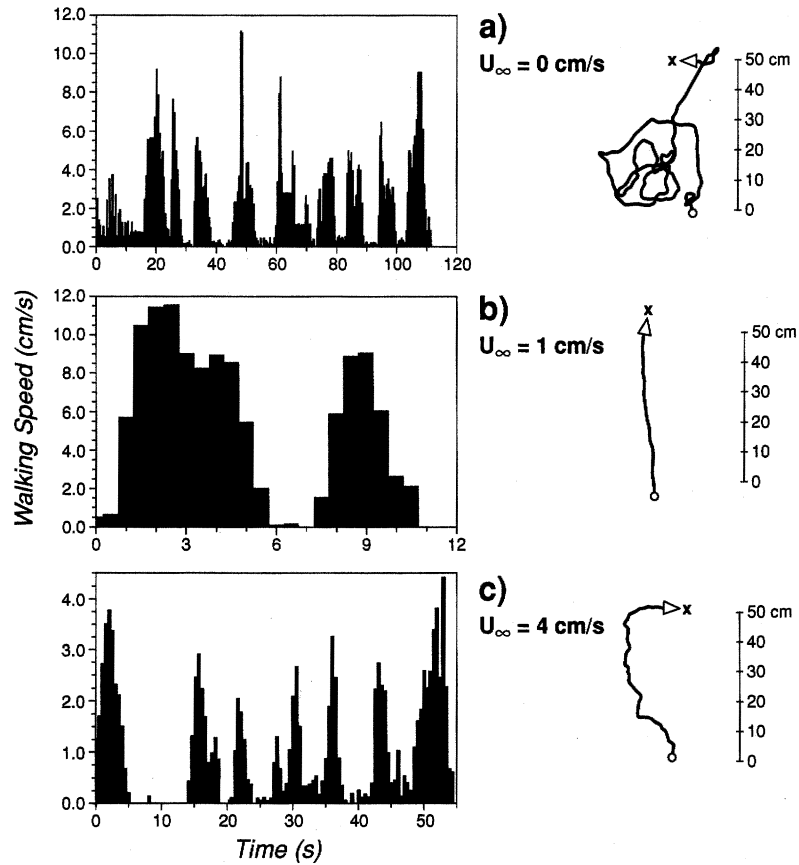 Walking Speed (cm/s)
12.0
10.0
8.0
6.0
4.0
2.0
0.0
0 20 40 60 80 100 120
a)
U∞ = 0 cm/s
x
50 cm
40
30
20
10
0
12.0
10.0
8.0
6.0
4.0
2.0
0.0
0 3 6 9 12
b)
U∞ = 1 cm/s
x
50 cm
40
30
20
10
0
4.0
3.0
2.0
1.0
0.0
0 10 20 30 40 50
c)
U∞ = 4 cm/s
x
50 cm
40
30
20
10
0
Time (s)